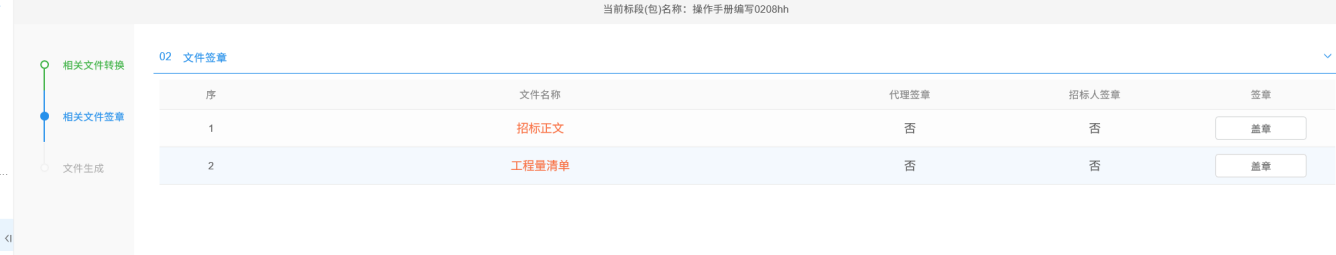 当前标段(包)名称：操作手册编写0208hh
相关文件转换
相关文件签章
文件生成
...
02 文件签章
序 文件名称 代理签章 招标人签章 签章
1 招标正文 否 否 盖章
2 工程量清单 否 否 盖章